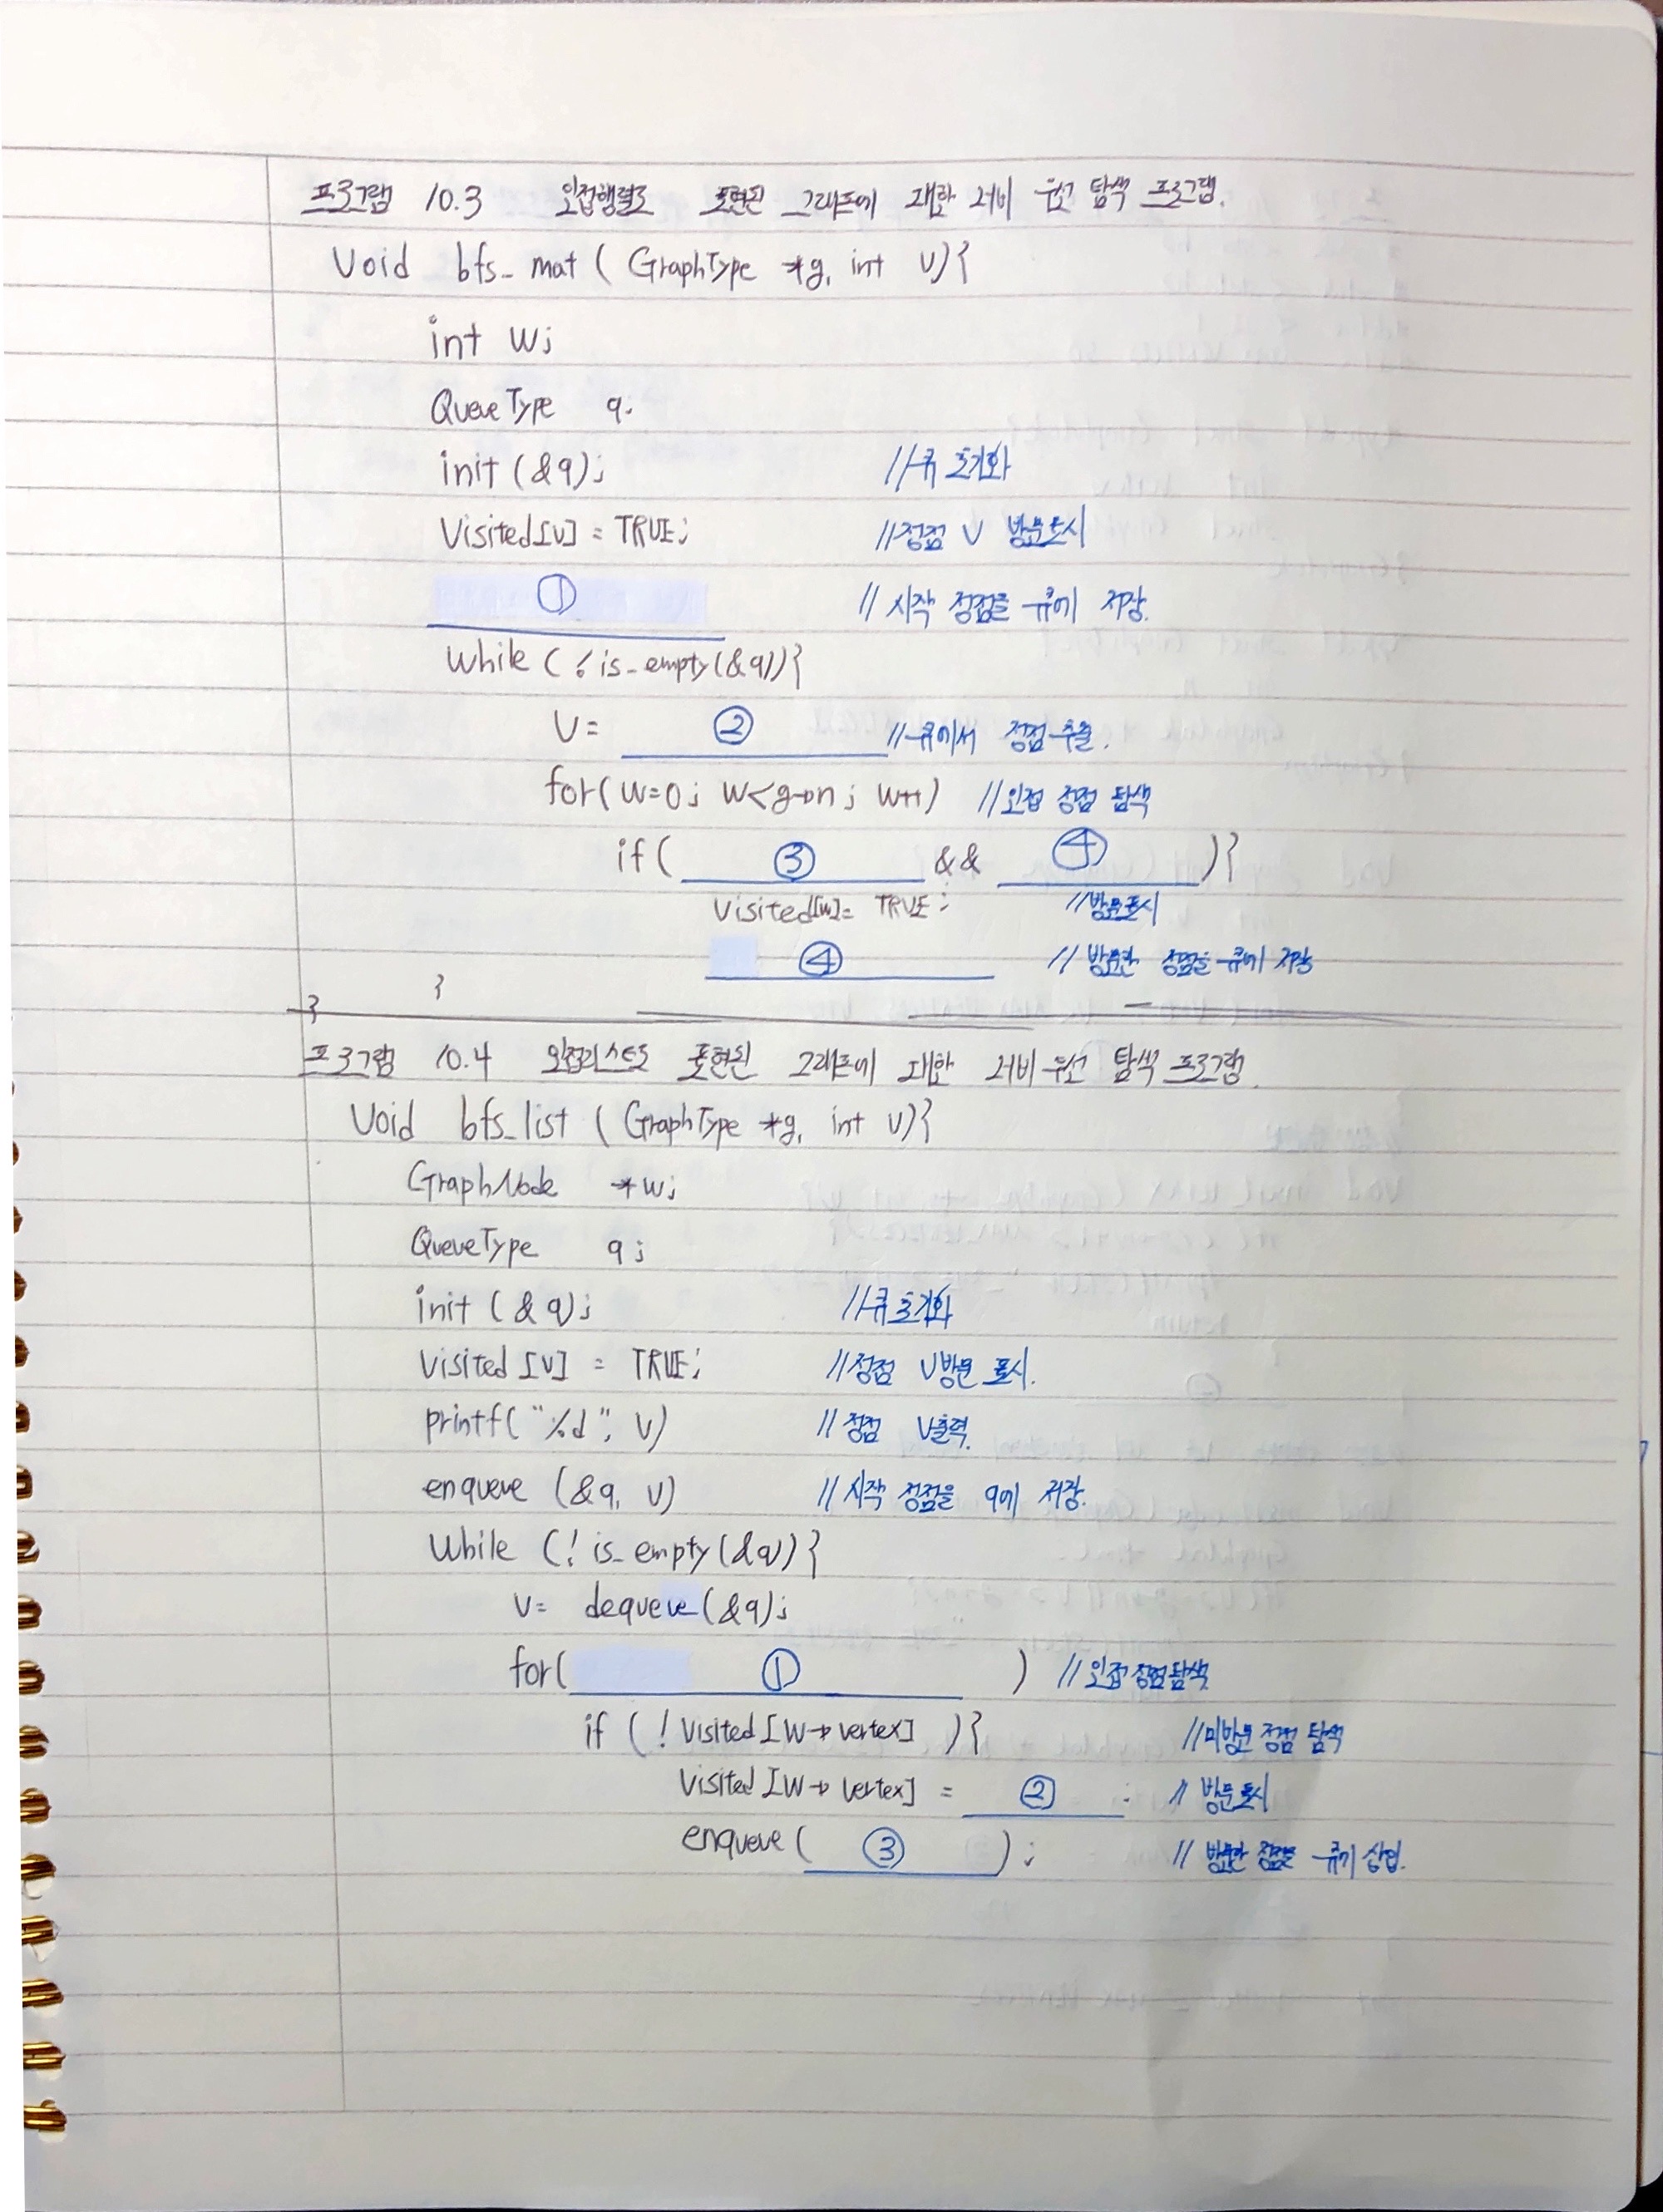 프로그램 10.3 인접행렬로 표현된 그래프에 대한 너비 우선 탐색 프로그램.
Void bfs_mat ( GraphType *g, int v){
int w;
QueueType q;
init (&q); //큐 초기화
Visited[v] = TRUE; //정점 v 방문표시
① // 시작 정점을 큐에 저장.
while ( ! is_empty(&q)){
v= ② //큐에서 정점 추출.
for( w=0; w<g→n; w++) //인접 정점 탐색
if( ③ && ④ ){
Visited[w]= TRUE; //방문표시
④ // 방문한 정점을 큐에 저장
}
}
프로그램 10.4 인접리스트로 표현된 그래프에 대한 너비 우선 탐색 프로그램.
Void bfs_list ( GraphType *g, int v){
GraphNode *w;
QueueType q;
init (& q); //큐 초기화
Visited [v] = TRUE; //정점 v방문 표시.
printf( "%d", v) // 정점 v출력.
enqueue (&q, v) // 시작 정점을 q에 저장.
While (! is_empty(&q)){
v= dequeue(&q);
for( ① ) //인접 정점탐색
if ( ! Visited [w→vertex] ){ //미방문 정점 탐색
Visited [w→ vertex] = ② ; // 방문표시
enqueue ( ③ ) ; // 방문한 정점을 큐에 삽입.